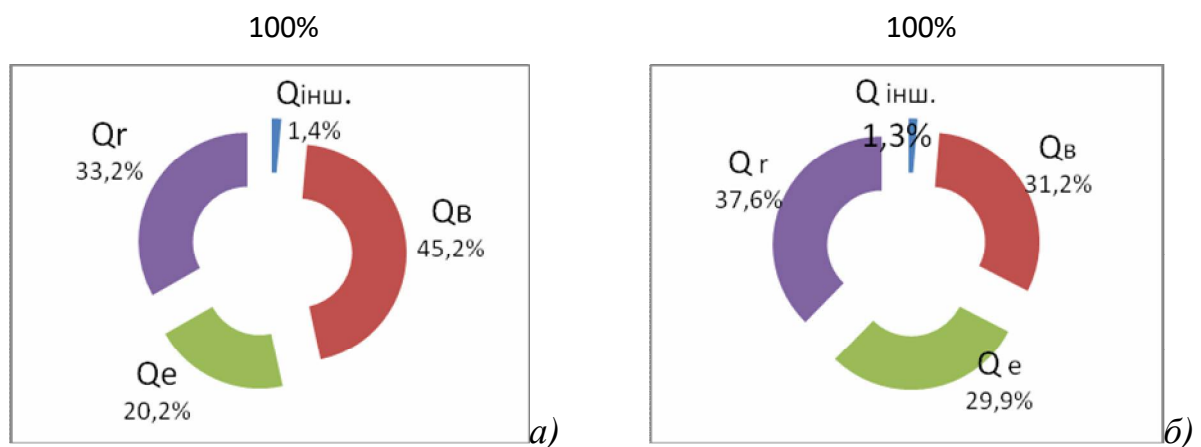 100%
Qінш.
1,4%
Qr
33,2%
Qв
45,2%
Qe
20,2%
а)
100%
Q інш.
1,3%
Qв
31,2%
Q r
37,6%
Q e
29,9%
б)